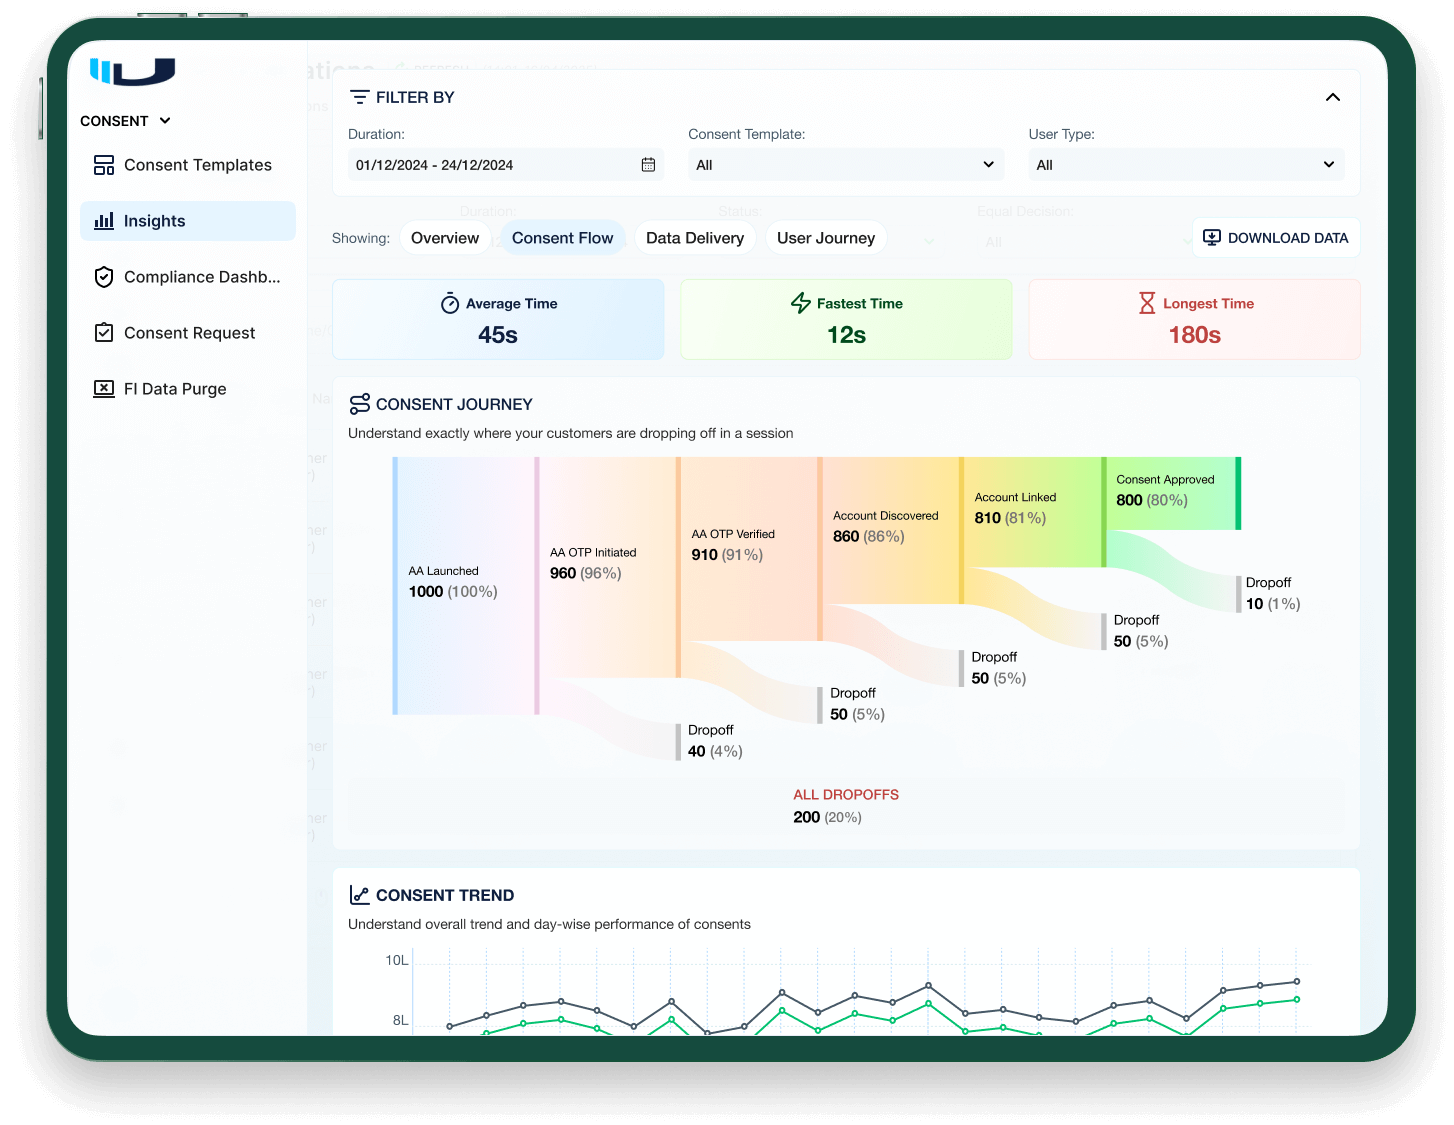 CONSENT
Consent Templates
Insights
Compliance Dashb...
Consent Request
FI Data Purge
FILTER BY
Duration: Consent Template: User Type:
01/12/2024 - 24/12/2024 All All
Duration: Status: Equal Decision:
All
Showing: Overview Consent Flow Data Delivery User Journey DOWNLOAD DATA
Average Time Fastest Time Longest Time
45s 12s 180s
CONSENT JOURNEY
Understand exactly where your customers are dropping off in a session
AA Launched
1000 (100%)
AA OTP Initiated
960 (96%)
AA OTP Verified
910 (91%)
Account Discovered
860 (86%)
Account Linked
810 (81%)
Consent Approved
800 (80%)
Dropoff
10 (1%)
Dropoff
50 (5%)
Dropoff
50 (5%)
Dropoff
50 (5%)
Dropoff
40 (4%)
ALL DROPOFFS
200 (20%)
CONSENT TREND
Understand overall trend and day-wise performance of consents
10L
8L